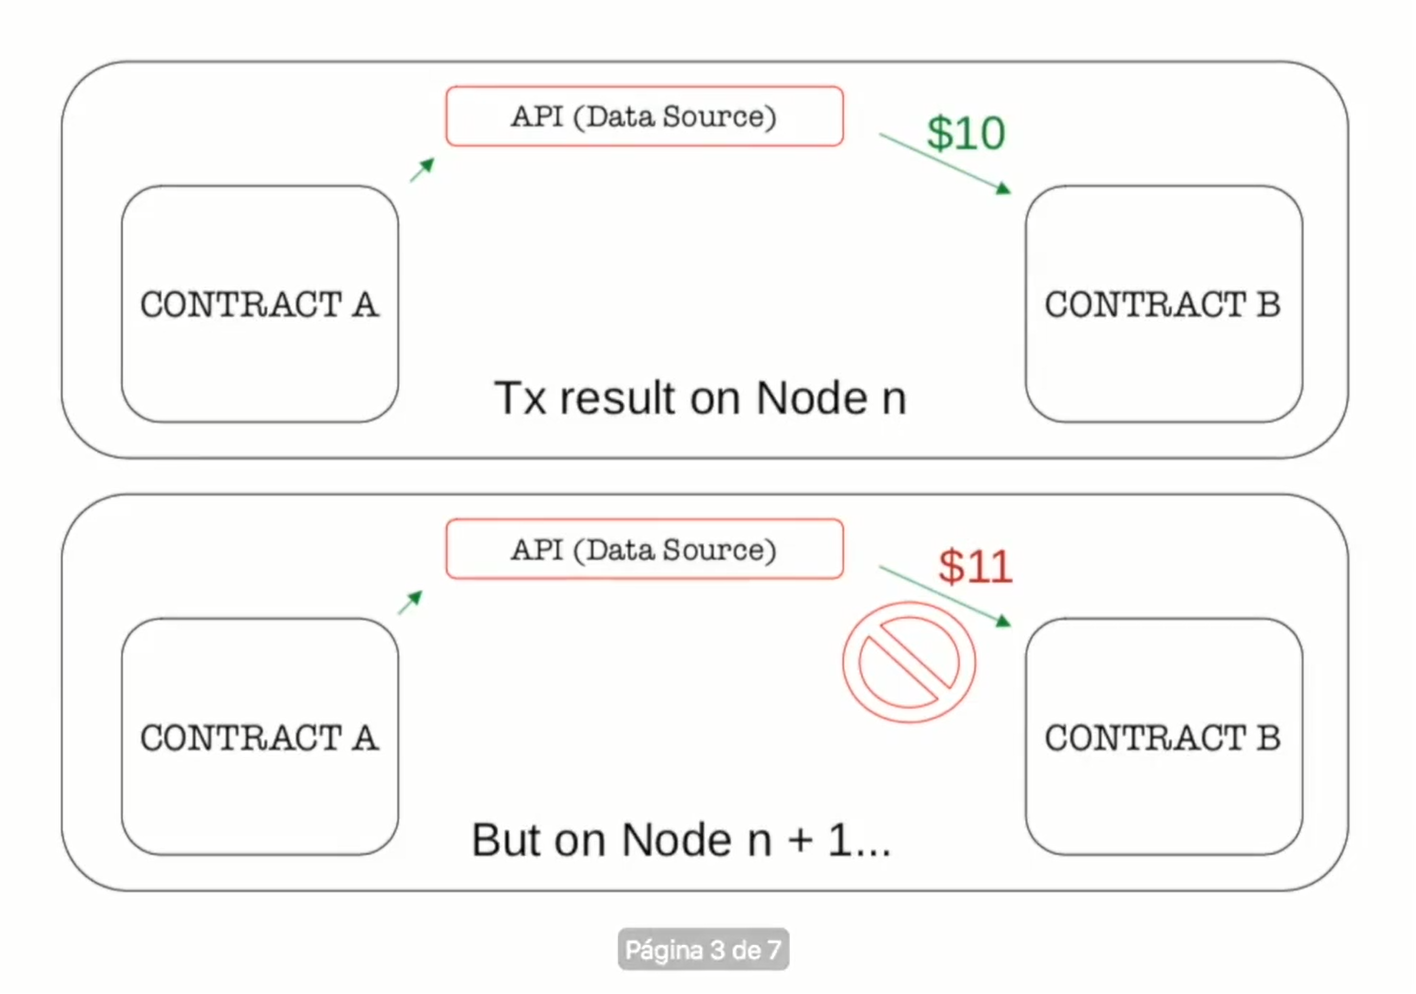 API (Data Source)
$10
CONTRACT A
CONTRACT B
Tx result on Node n
API (Data Source)
$11
CONTRACT A
CONTRACT B
But on Node n + 1...
Página 3 de 7